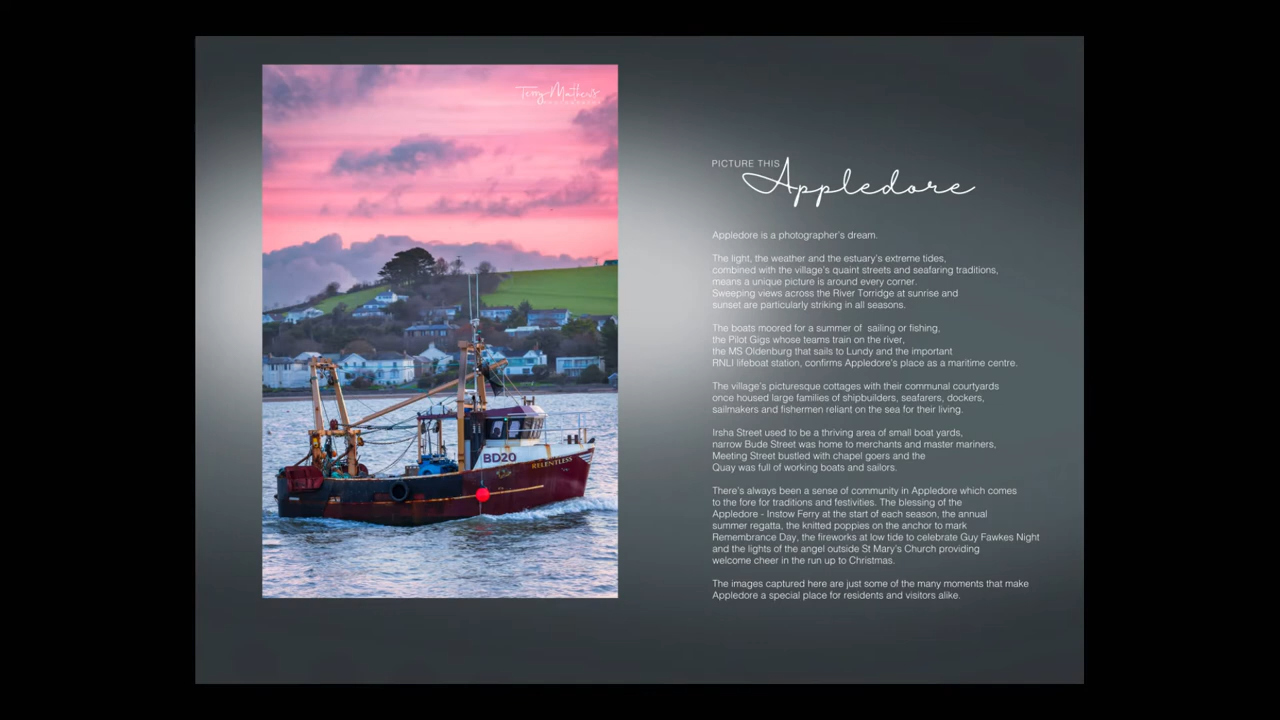 Terry Mathews
PHOTOGRAPHY
BD20
RELENTLESS
PICTURE THIS
Appledore
Appledore is a photographer's dream.
The light, the weather and the estuary's extreme tides,
combined with the village's quaint streets and seafaring traditions,
means a unique picture is around every corner.
Sweeping views across the River Torridge at sunrise and
sunset are particularly striking in all seasons.
The boats moored for a summer of sailing or fishing,
the Pilot Gigs whose teams train on the river,
the MS Oldenburg that sails to Lundy and the important
RNLI lifeboat station, confirms Appledore's place as a maritime centre.
The village's picturesque cottages with their communal courtyards
once housed large families of shipbuilders, seafarers, dockers,
sailmakers and fishermen reliant on the sea for their living.
Irsha Street used to be a thriving area of small boat yards,
narrow Bude Street was home to merchants and master mariners,
Meeting Street bustled with chapel goers and the
Quay was full of working boats and sailors.
There's always been a sense of community in Appledore which comes
to the fore for traditions and festivities. The blessing of the
Appledore - Instow Ferry at the start of each season, the annual
summer regatta, the knitted poppies on the anchor to mark
Remembrance Day, the fireworks at low tide to celebrate Guy Fawkes Night
and the lights of the angel outside St Mary's Church providing
welcome cheer in the run up to Christmas.
The images captured here are just some of the many moments that make
Appledore a special place for residents and visitors alike.